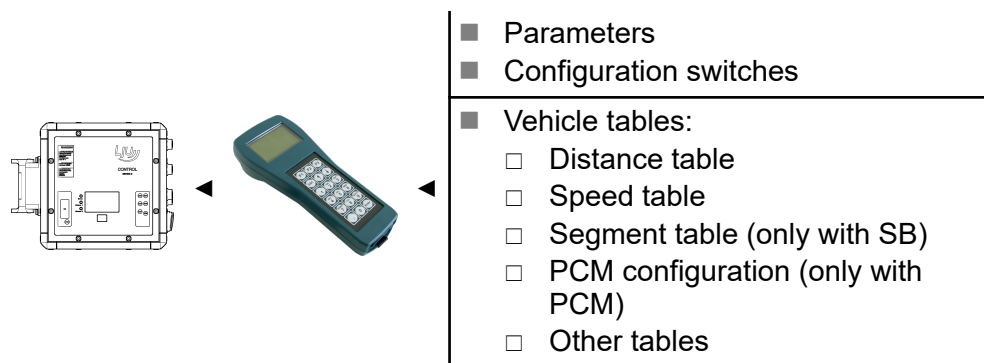 Parameters
Configuration switches
Vehicle tables:
Distance table
Speed table
Segment table (only with SB)
PCM configuration (only with
PCM)
Other tables
CONTROL